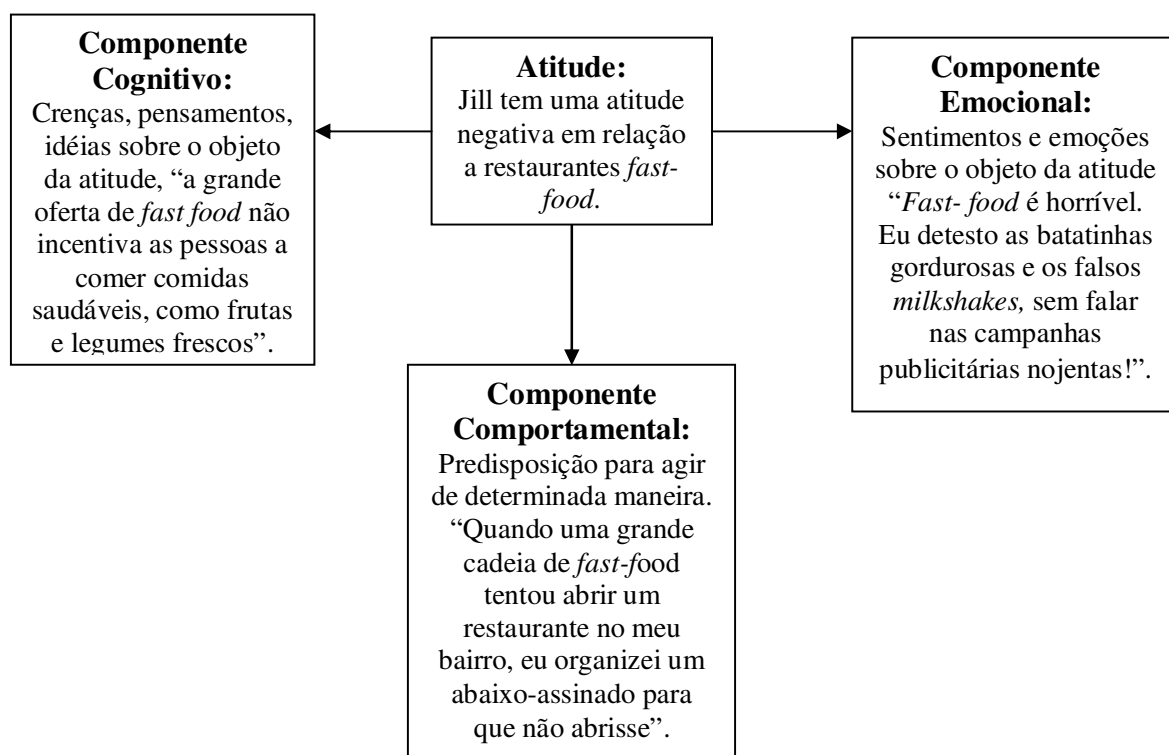 Componente
Cognitivo:
Crenças, pensamentos,
idéias sobre o objeto
da atitude, “a grande
oferta de fast food não
incentiva as pessoas a
comer comidas
saudáveis, como frutas
e legumes frescos”.
Atitude:
Jill tem uma atitude
negativa em relação
a restaurantes fast-
food.
Componente
Emocional:
Sentimentos e emoções
sobre o objeto da atitude
“Fast- food é horrível.
Eu detesto as batatinhas
gordurosas e os falsos
milkshakes, sem falar
nas campanhas
publicitárias nojentas!”.
Componente
Comportamental:
Predisposição para agir
de determinada maneira.
“Quando uma grande
cadeia de fast-food
tentou abrir um
restaurante no meu
bairro, eu organizei um
abaixo-assinado para
que não abrisse”.